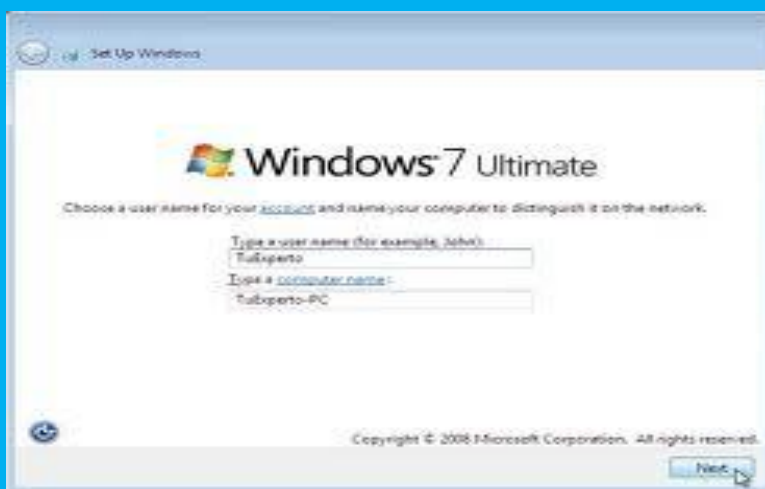 Set Up Windows
Windows 7 Ultimate
Choose a user name for your account and name your computer to distinguish it on the network.
Type a user name (for example, John):
TuExperto
Type a computer name:
TuExperto-PC
Copyright © 2008 Microsoft Corporation. All rights reserved.
Next